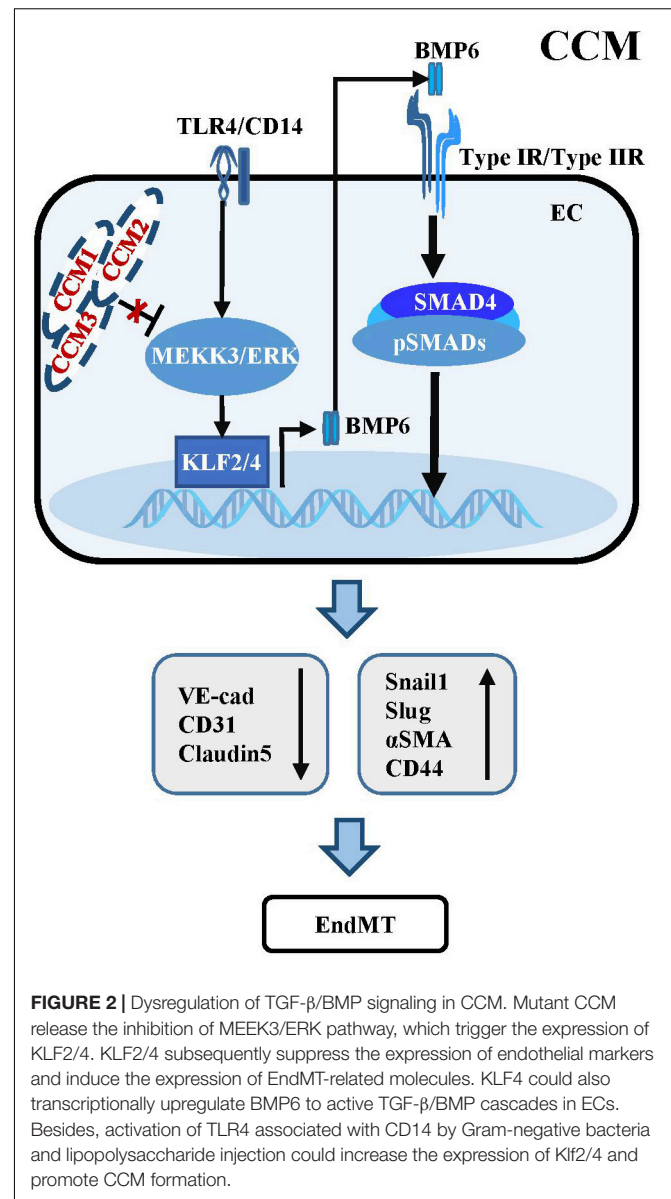 CCM
BMP6
TLR4/CD14
Type IR/Type IIR
EC
CCM1
CCM2
CCM3
SMAD4
pSMADs
MEKK3/ERK
BMP6
KLF2/4
VE-cad
CD31
Claudin5
Snail1
Slug
αSMA
CD44
EndMT
FIGURE 2 | Dysregulation of TGF-β/BMP signaling in CCM. Mutant CCM
release the inhibition of MEEK3/ERK pathway, which trigger the expression of
KLF2/4. KLF2/4 subsequently suppress the expression of endothelial markers
and induce the expression of EndMT-related molecules. KLF4 could also
transcriptionally upregulate BMP6 to active TGF-β/BMP cascades in ECs.
Besides, activation of TLR4 associated with CD14 by Gram-negative bacteria
and lipopolysaccharide injection could increase the expression of Klf2/4 and
promote CCM formation.